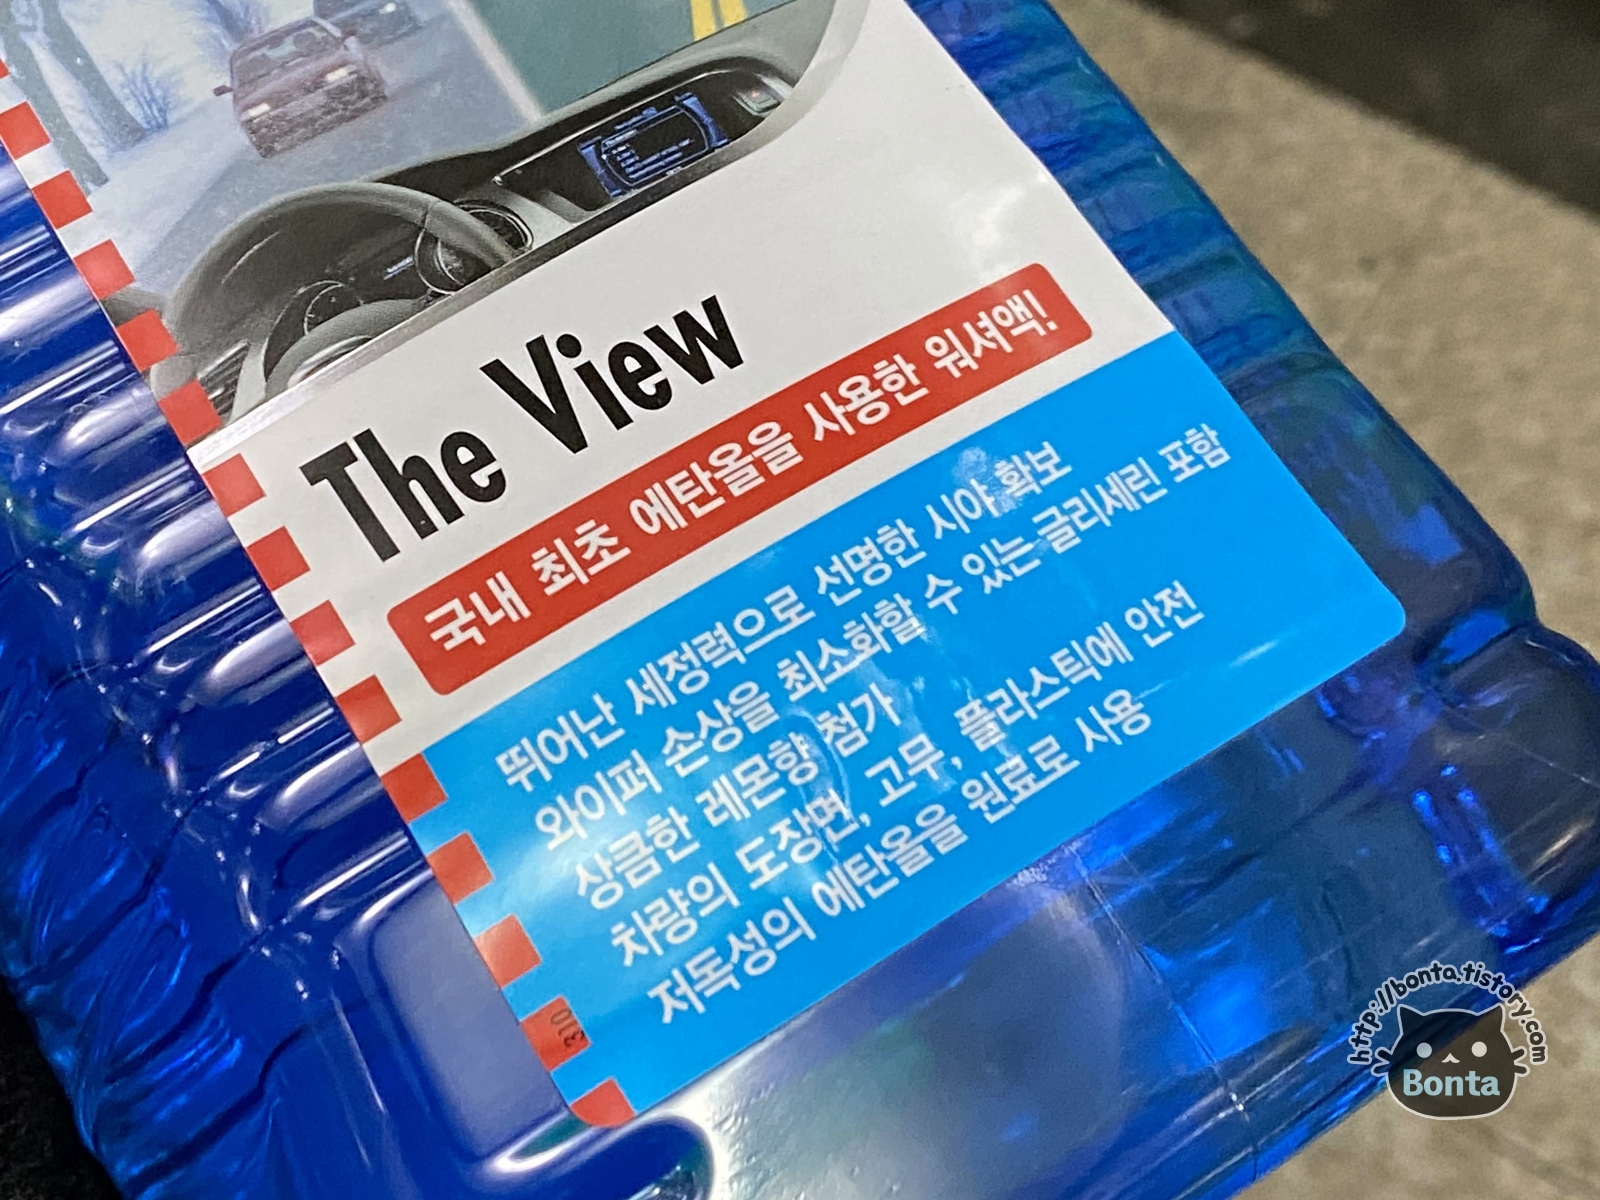 The View
국내 최초 에탄올을 사용한 워셔액!
뛰어난 세정력으로 선명한 시야 확보
와이퍼 손상을 최소화할 수 있는 글리세린 포함
상큼한 레몬향 첨가
차량의 도장면, 고무, 플라스틱에 안전
저독성의 에탄올을 원료로 사용
310
http://bonta.tistory.com
Bonta